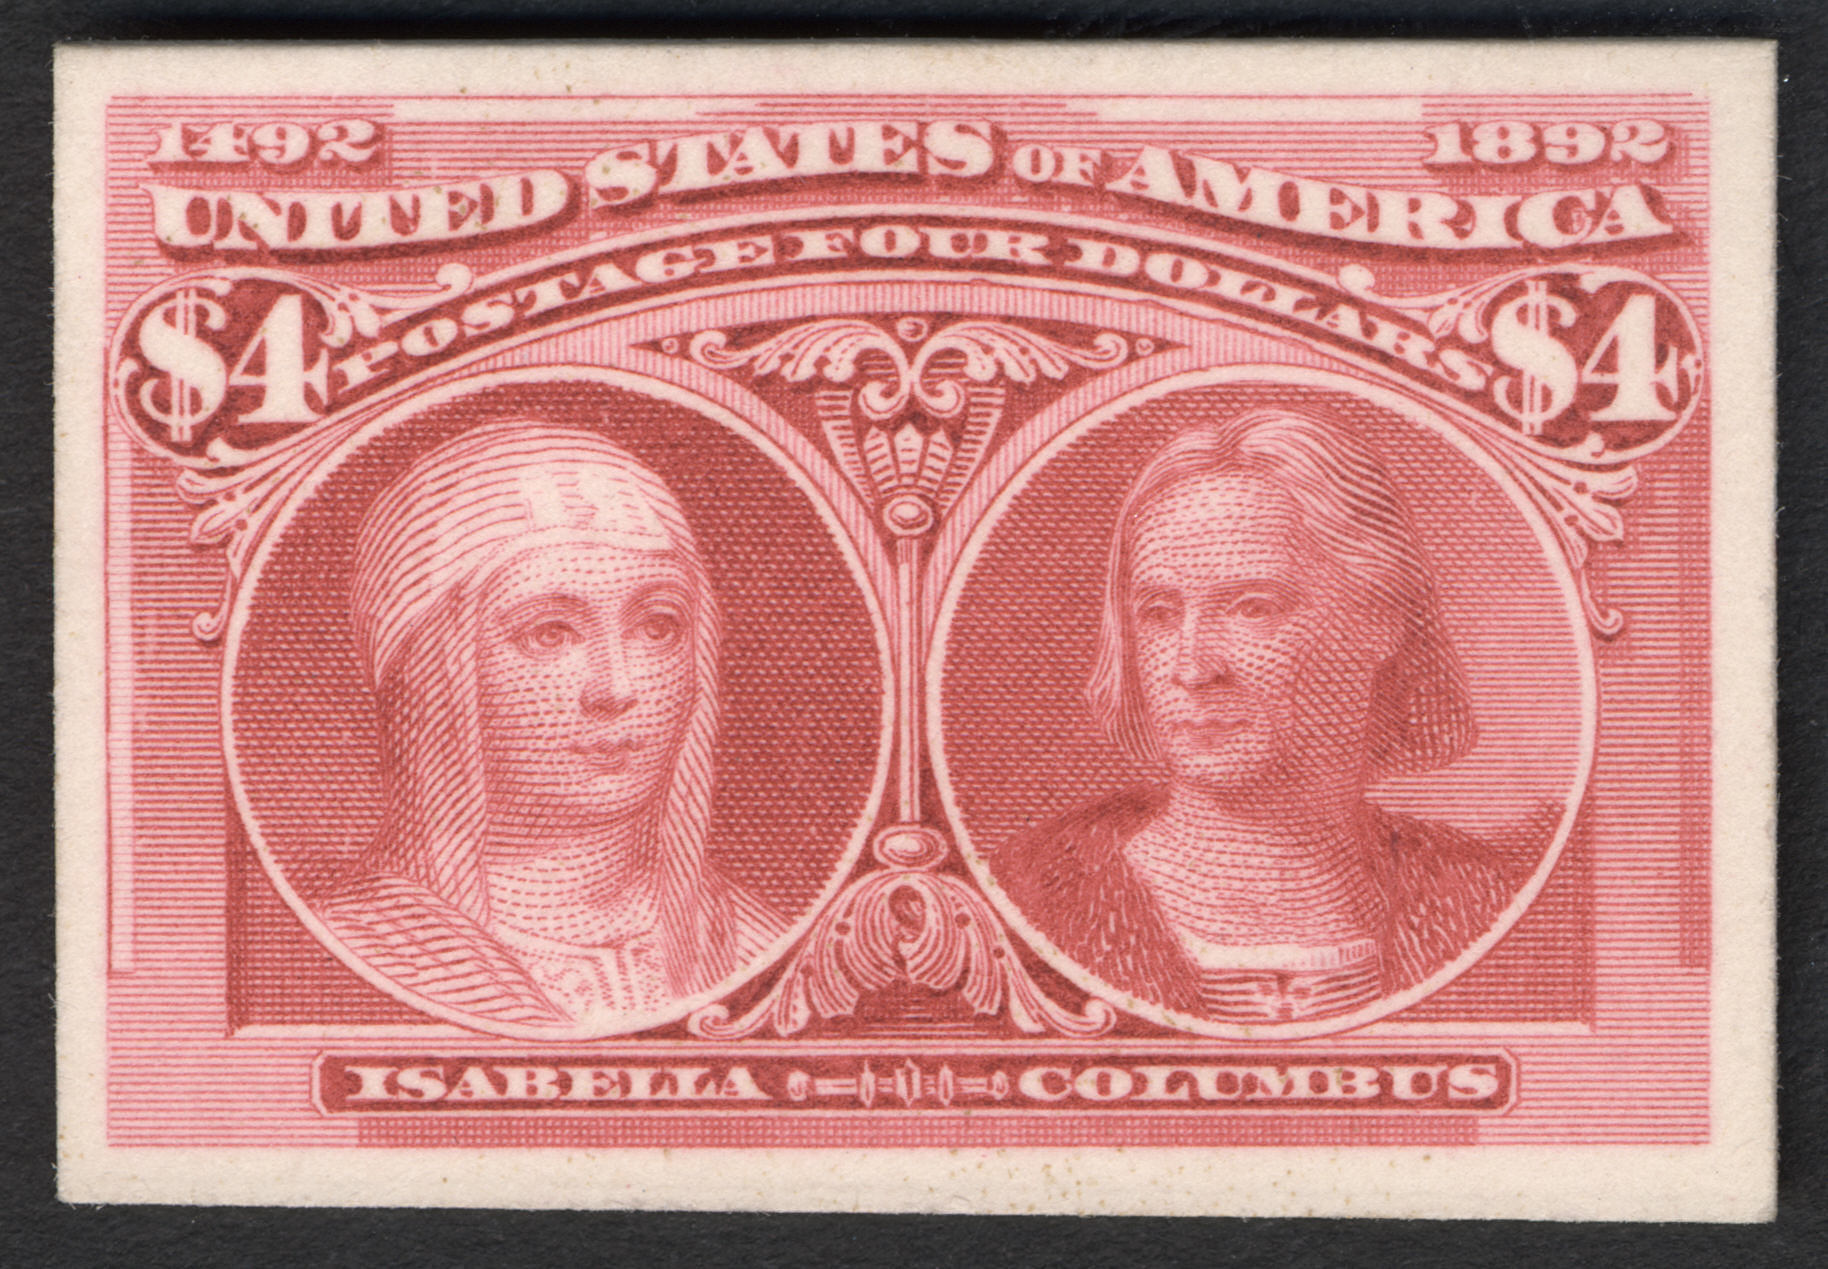 1492 1892
UNITED STATES OF AMERICA
$4 POSTAGE FOUR DOLLARS $4
ISABELLA COLUMBUS